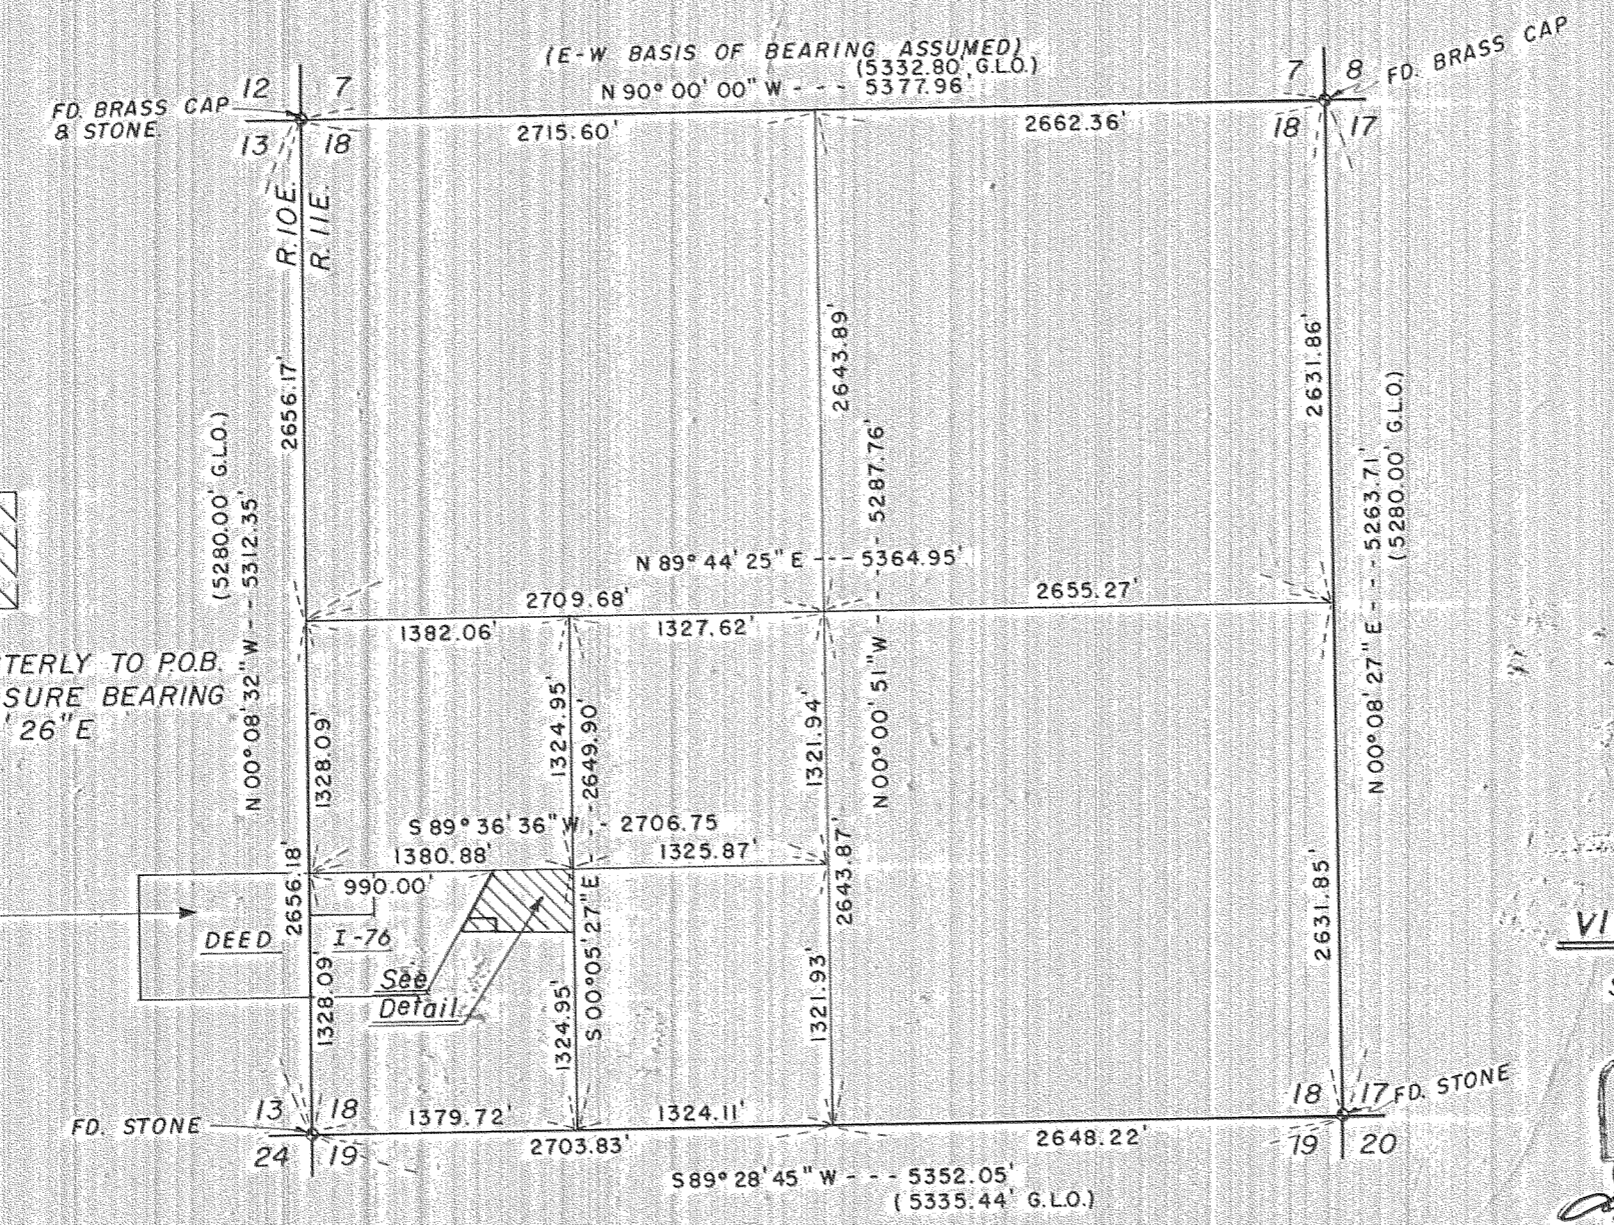 (E-W BASIS OF BEARING ASSUMED)
(5332.80' G.L.O.)
N 90° 00' 00" W - - - 5377.96
FD. BRASS CAP
& STONE.
12
7
13
18
7
8
18
17
FD. BRASS CAP
2715.60'
2662.36'
R.10E.
R.11E.
2656.17'
(5280.00' G.L.O.)
N 00° 08' 32" W - - 5312.35'
2643.89'
N 00° 00' 51" W - - - 5287.76'
2631.86'
N 00° 08' 27" E - - - 5263.71'
(5280.00' G.L.O.)
N 89° 44' 25" E - - - 5364.95'
2709.68'
2655.27'
1382.06'
1327.62'
TERLY TO P.O.B.
SURE BEARING
' 26" E
1328.09'
1324.95'
2649.90'
S 00° 05' 27" E
1321.94'
S 89° 36' 36" W - - 2706.75
1380.88'
1325.87'
990.00'
2656.18'
2643.87'
2631.85'
DEED
I-76
See
Detail
1328.09'
1324.95'
1321.93'
VI
FD. STONE
13
18
24
19
1379.72'
1324.11'
2703.83'
2648.22'
18
17
19
20
FD. STONE
S 89° 28' 45" W - - - 5352.05'
(5335.44' G.L.O.)